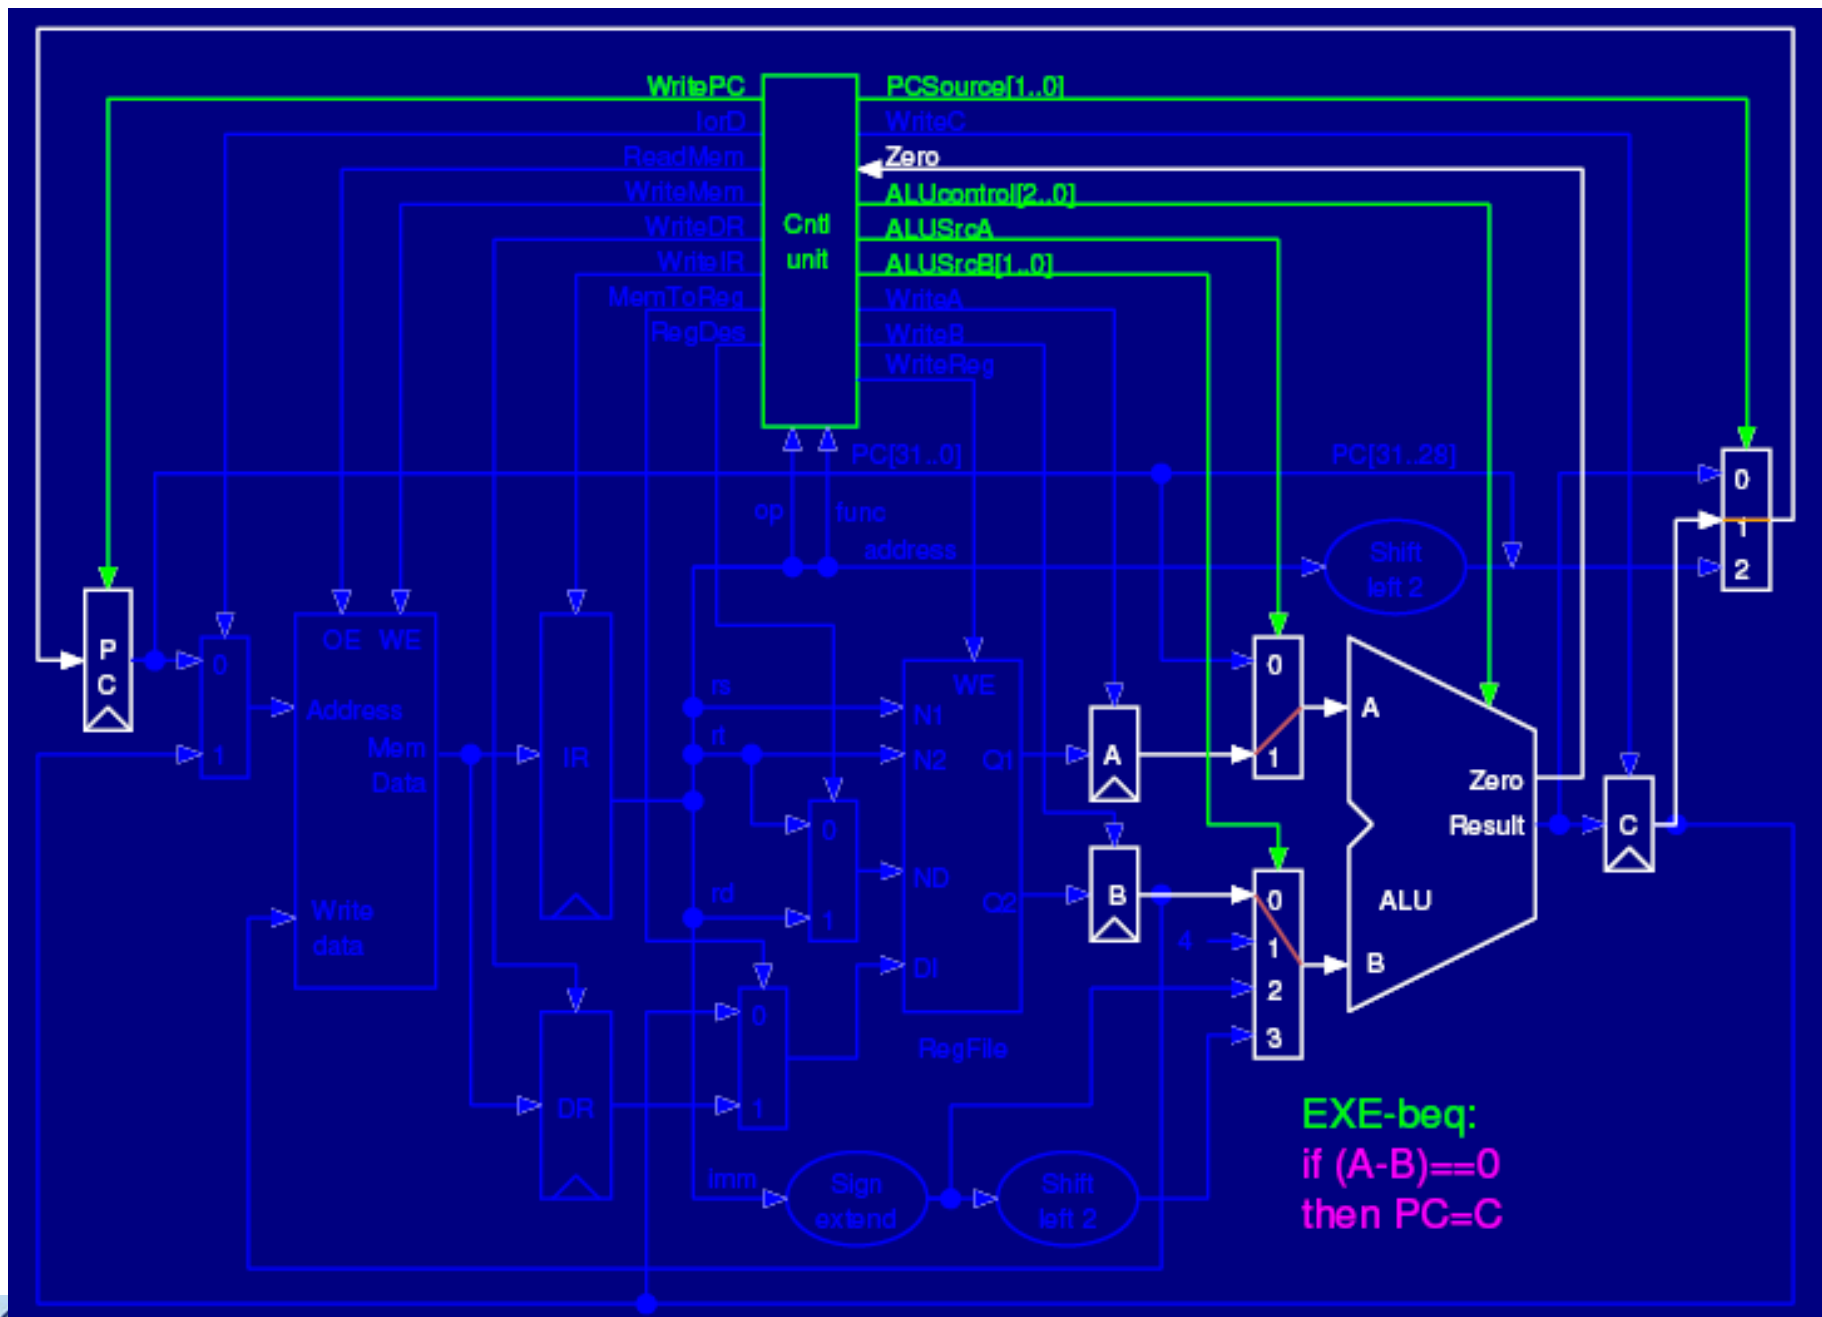 WritePC
PCSource[1..0]
IorD
WriteC
ReadMem
Zero
WriteMem
ALUcontrol[2..0]
WriteDR
Cntl
unit
ALUSrcA
WriteIR
ALUSrcB[1..0]
MemToReg
WriteA
RegDes
WriteB
WriteReg
PC[31..0]
PC[31..28]
op
func
address
Shift
left 2
0
1
2
P
C
OE WE
Address
Mem
Data
Write
data
0
1
IR
rs
rt
rd
imm
WE
N1
N2
ND
DI
Q1
Q2
RegFile
0
1
0
1
DR
A
B
4
0
1
0
1
2
3
A
B
ALU
Zero
Result
C
Sign
extend
Shift
left 2
EXE-beq:
if (A-B)==0
then PC=C